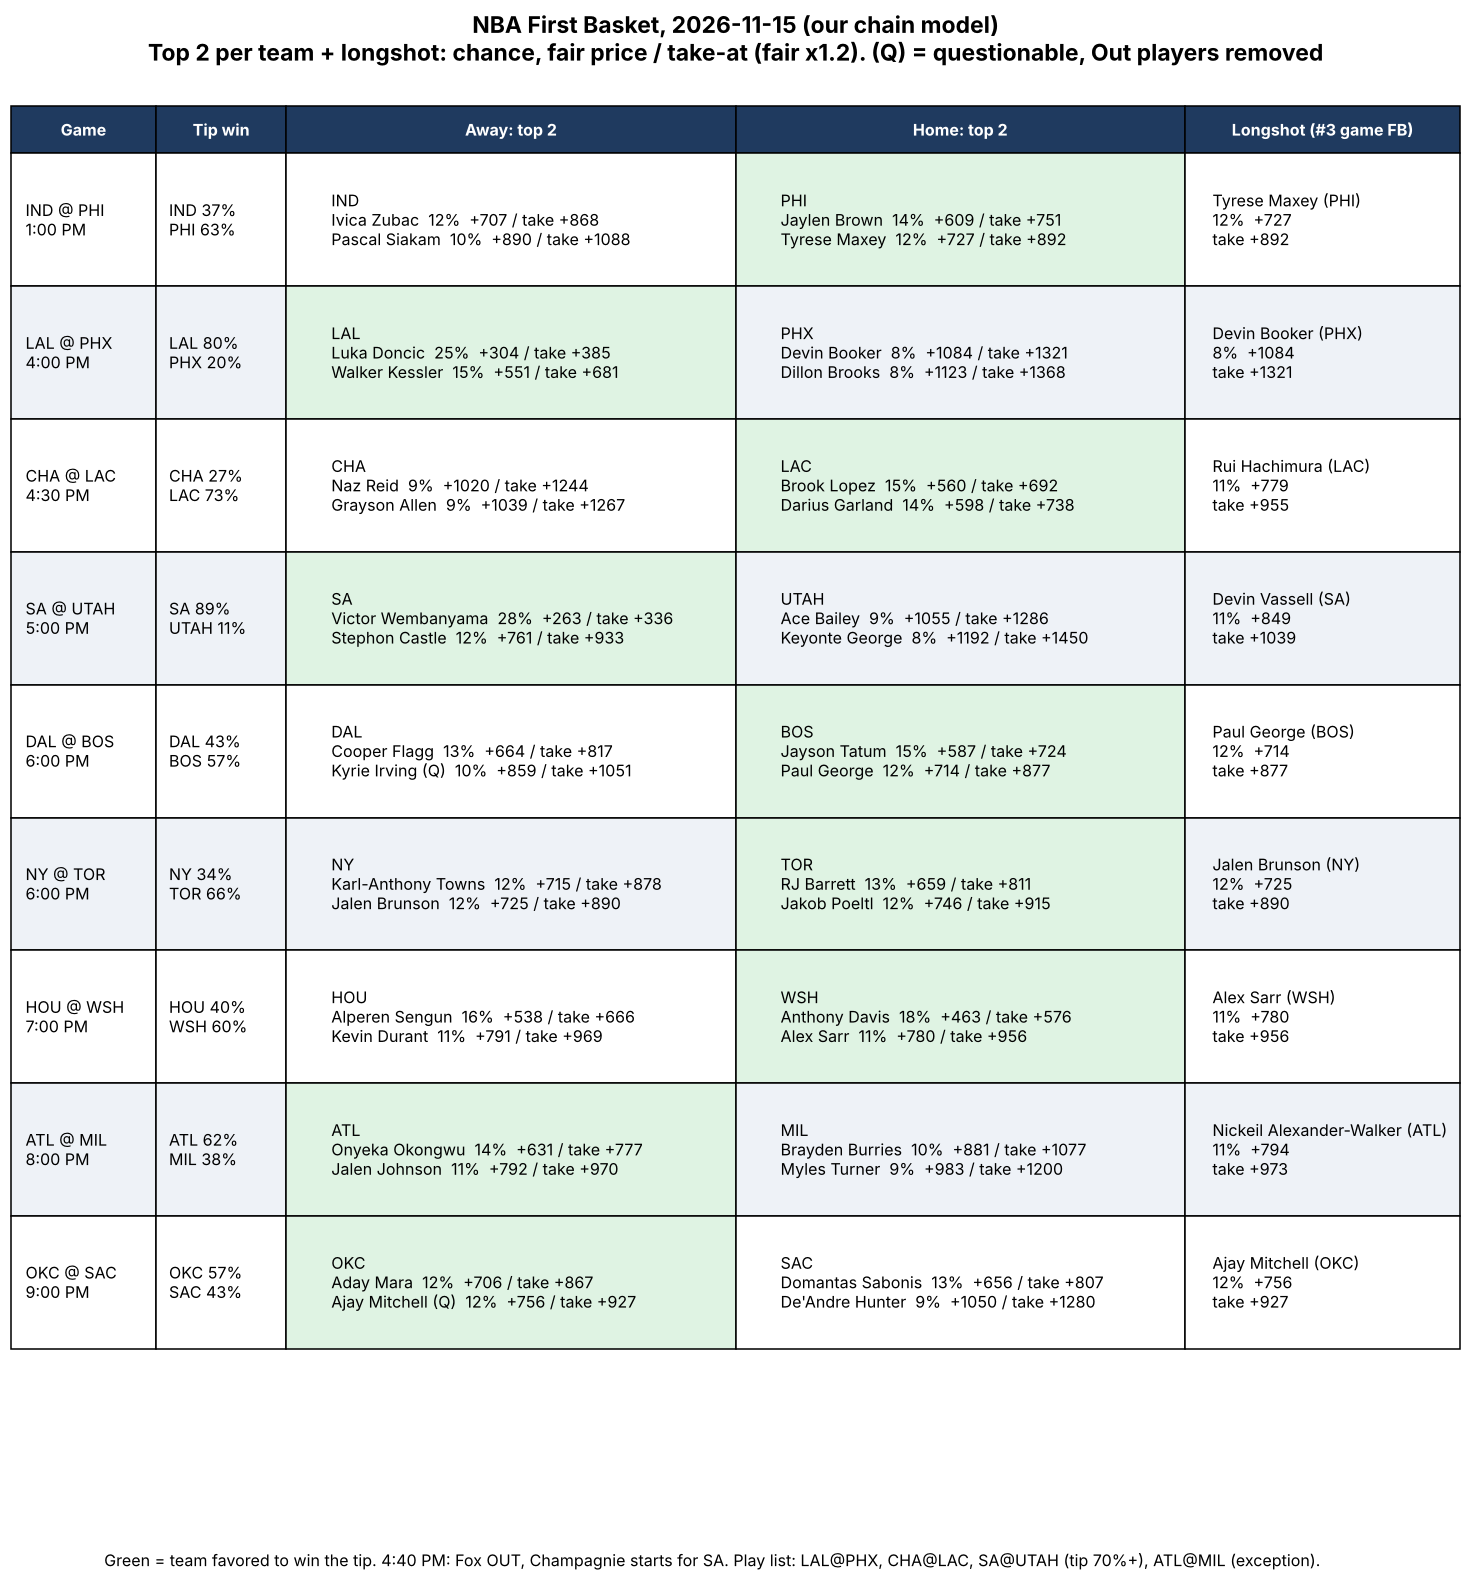 NBA First Basket, 2026-11-15 (our chain model)
Top 2 per team + longshot: chance, fair price / take-at (fair x1.2). (Q) = questionable, Out players removed
Game
Tip win
Away: top 2
Home: top 2
Longshot (#3 game FB)
IND @ PHI
1:00 PM
IND 37%
PHI 63%
IND
Ivica Zubac 12% +707 / take +868
Pascal Siakam 10% +890 / take +1088
PHI
Jaylen Brown 14% +609 / take +751
Tyrese Maxey 12% +727 / take +892
Tyrese Maxey (PHI)
12% +727
take +892
LAL @ PHX
4:00 PM
LAL 80%
PHX 20%
LAL
Luka Doncic 25% +304 / take +385
Walker Kessler 15% +551 / take +681
PHX
Devin Booker 8% +1084 / take +1321
Dillon Brooks 8% +1123 / take +1368
Devin Booker (PHX)
8% +1084
take +1321
CHA @ LAC
4:30 PM
CHA 27%
LAC 73%
CHA
Naz Reid 9% +1020 / take +1244
Grayson Allen 9% +1039 / take +1267
LAC
Brook Lopez 15% +560 / take +692
Darius Garland 14% +598 / take +738
Rui Hachimura (LAC)
11% +779
take +955
SA @ UTAH
5:00 PM
SA 89%
UTAH 11%
SA
Victor Wembanyama 28% +263 / take +336
Stephon Castle 12% +761 / take +933
UTAH
Ace Bailey 9% +1055 / take +1286
Keyonte George 8% +1192 / take +1450
Devin Vassell (SA)
11% +849
take +1039
DAL @ BOS
6:00 PM
DAL 43%
BOS 57%
DAL
Cooper Flagg 13% +664 / take +817
Kyrie Irving (Q) 10% +859 / take +1051
BOS
Jayson Tatum 15% +587 / take +724
Paul George 12% +714 / take +877
Paul George (BOS)
12% +714
take +877
NY @ TOR
6:00 PM
NY 34%
TOR 66%
NY
Karl-Anthony Towns 12% +715 / take +878
Jalen Brunson 12% +725 / take +890
TOR
RJ Barrett 13% +659 / take +811
Jakob Poeltl 12% +746 / take +915
Jalen Brunson (NY)
12% +725
take +890
HOU @ WSH
7:00 PM
HOU 40%
WSH 60%
HOU
Alperen Sengun 16% +538 / take +666
Kevin Durant 11% +791 / take +969
WSH
Anthony Davis 18% +463 / take +576
Alex Sarr 11% +780 / take +956
Alex Sarr (WSH)
11% +780
take +956
ATL @ MIL
8:00 PM
ATL 62%
MIL 38%
ATL
Onyeka Okongwu 14% +631 / take +777
Jalen Johnson 11% +792 / take +970
MIL
Brayden Burries 10% +881 / take +1077
Myles Turner 9% +983 / take +1200
Nickeil Alexander-Walker (ATL)
11% +794
take +973
OKC @ SAC
9:00 PM
OKC 57%
SAC 43%
OKC
Aday Mara 12% +706 / take +867
Ajay Mitchell (Q) 12% +756 / take +927
SAC
Domantas Sabonis 13% +656 / take +807
De'Andre Hunter 9% +1050 / take +1280
Ajay Mitchell (OKC)
12% +756
take +927
Green = team favored to win the tip. 4:40 PM: Fox OUT, Champagnie starts for SA. Play list: LAL@PHX, CHA@LAC, SA@UTAH (tip 70%+), ATL@MIL (exception).